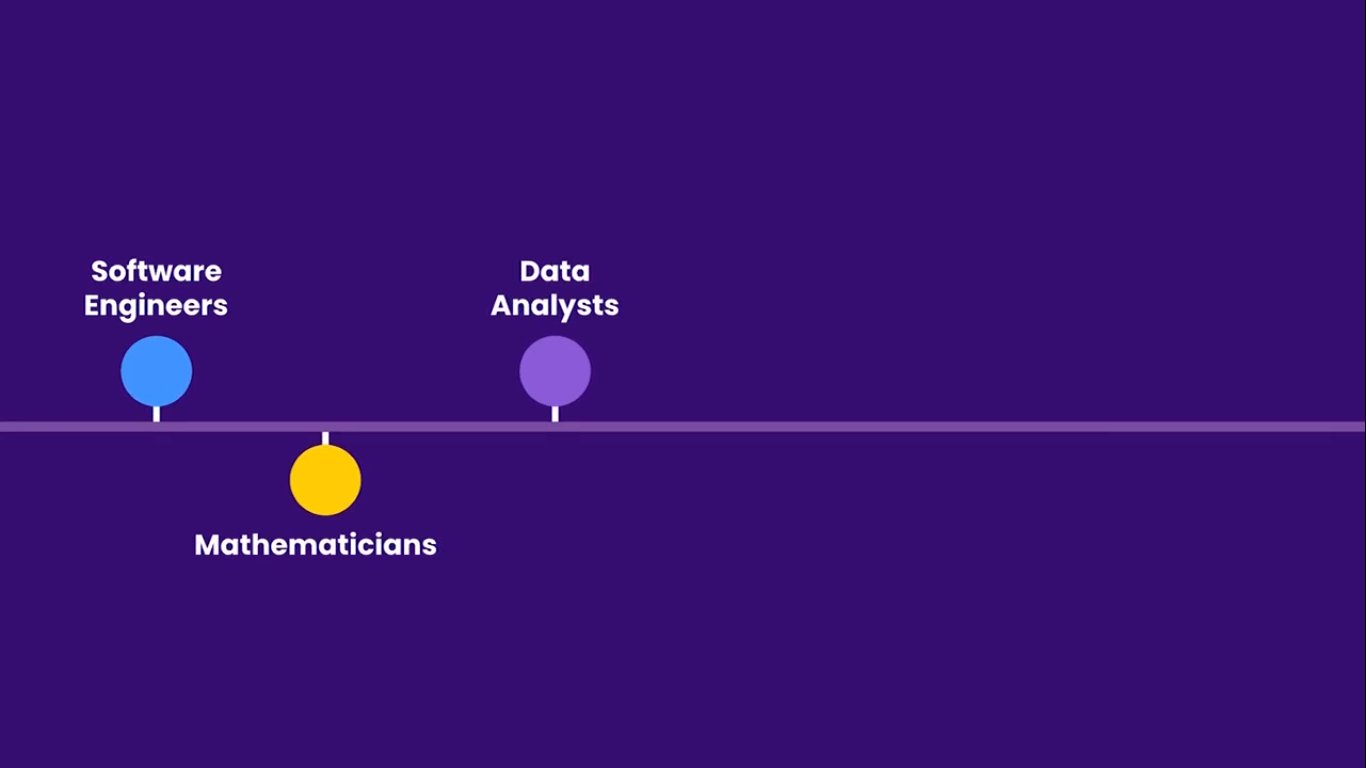 Software
Engineers
Data
Analysts
Mathematicians